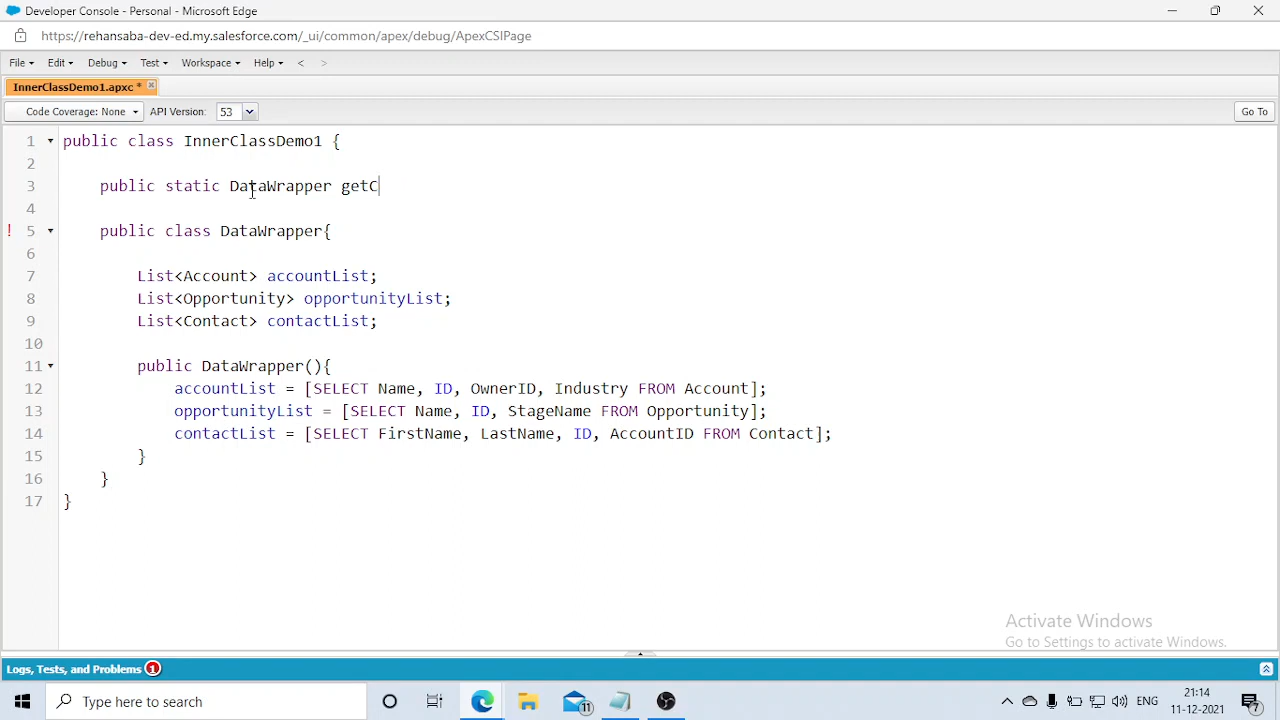 Developer Console - Personal - Microsoft Edge
https://rehansaba-dev-ed.my.salesforce.com/_ui/common/apex/debug/ApexCSIPage
File Edit Debug Test Workspace Help < >
InnerClassDemo1.apxc *
Code Coverage: None API Version: 53 Go To
1 public class InnerClassDemo1 {
2
3 public static DataWrapper getC
4
! 5 public class DataWrapper{
6
7 List<Account> accountList;
8 List<Opportunity> opportunityList;
9 List<Contact> contactList;
10
11 public DataWrapper(){
12 accountList = [SELECT Name, ID, OwnerID, Industry FROM Account];
13 opportunityList = [SELECT Name, ID, StageName FROM Opportunity];
14 contactList = [SELECT FirstName, LastName, ID, AccountID FROM Contact];
15 }
16 }
17 }
Activate Windows
Go to Settings to activate Windows.
Logs, Tests, and Problems 1
Type here to search
11
ENG
21:14
11-12-2021
7